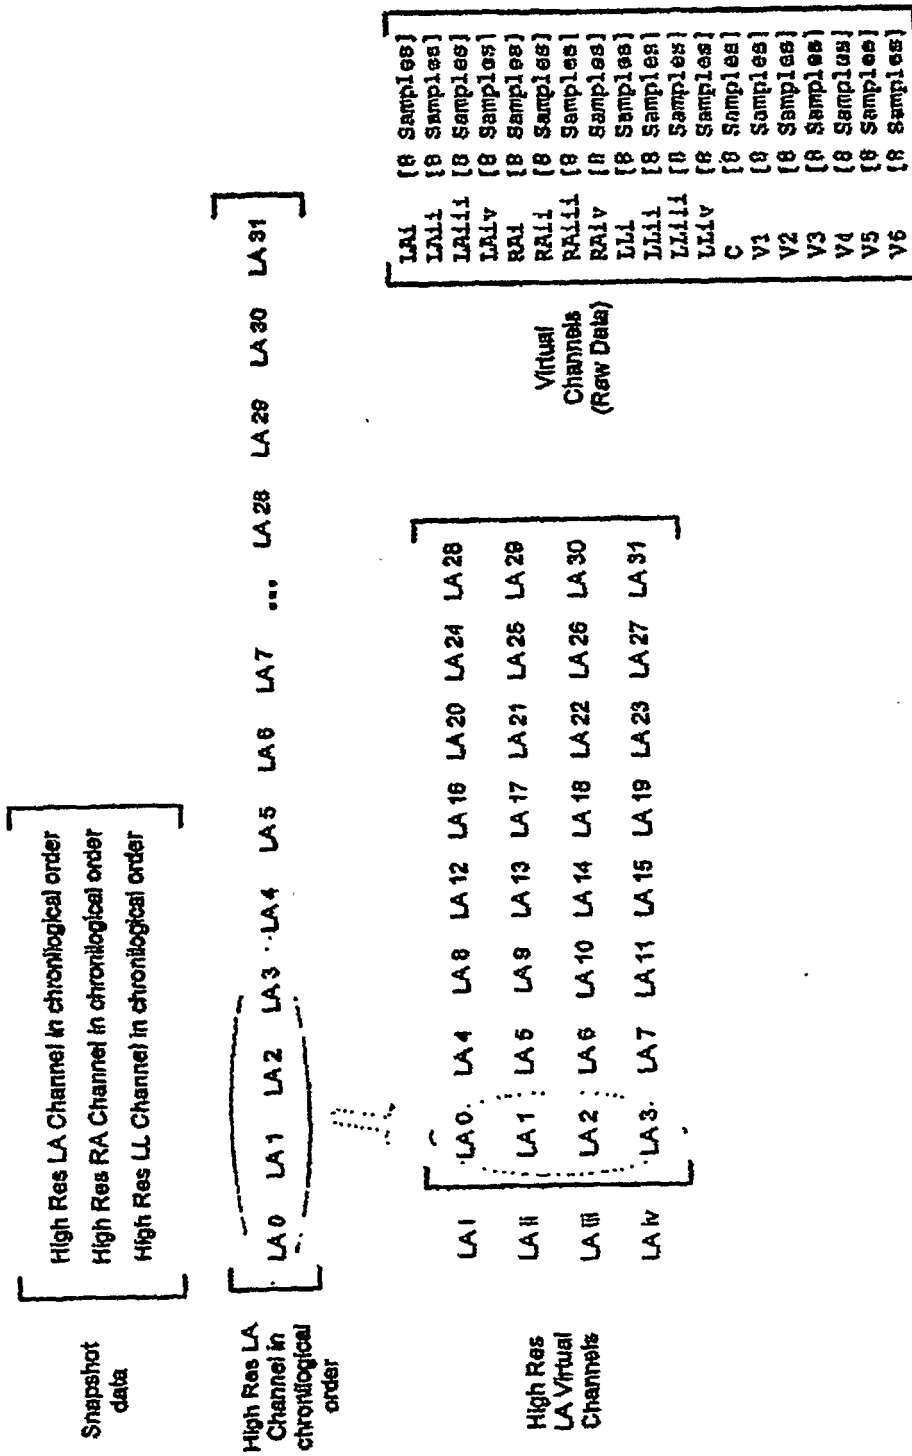 Snapshot
data
High Res LA Channel in chronilogical order
High Res RA Channel in chronilogical order
High Res LL Channel in chronilogical order
High Res LA
Channel in
chronilogical
order
LA 0 LA 1 LA 2 LA 3 LA 4 LA 5 LA 6 LA 7 ... LA 28 LA 29 LA 30 LA 31
High Res
LA Virtual
Channels
LA i LA 0 LA 4 LA 8 LA 12 LA 16 LA 20 LA 24 LA 28
LA ii LA 1 LA 5 LA 9 LA 13 LA 17 LA 21 LA 25 LA 29
LA iii LA 2 LA 6 LA 10 LA 14 LA 18 LA 22 LA 26 LA 30
LA iv LA 3 LA 7 LA 11 LA 15 LA 19 LA 23 LA 27 LA 31
Virtual
Channels
(Raw Data)
LAi [8 Samples]
LAii [8 Samples]
LAiii [8 Samples]
LAiv [8 Samples]
RAi [8 Samples]
RAii [8 Samples]
RAiii [8 Samples]
RAiv [8 Samples]
LLi [8 Samples]
LLii [8 Samples]
LLiii [8 Samples]
LLiv [8 Samples]
C [8 Samples]
V1 [8 Samples]
V2 [8 Samples]
V3 [8 Samples]
V4 [8 Samples]
V5 [8 Samples]
V6 [8 Samples]